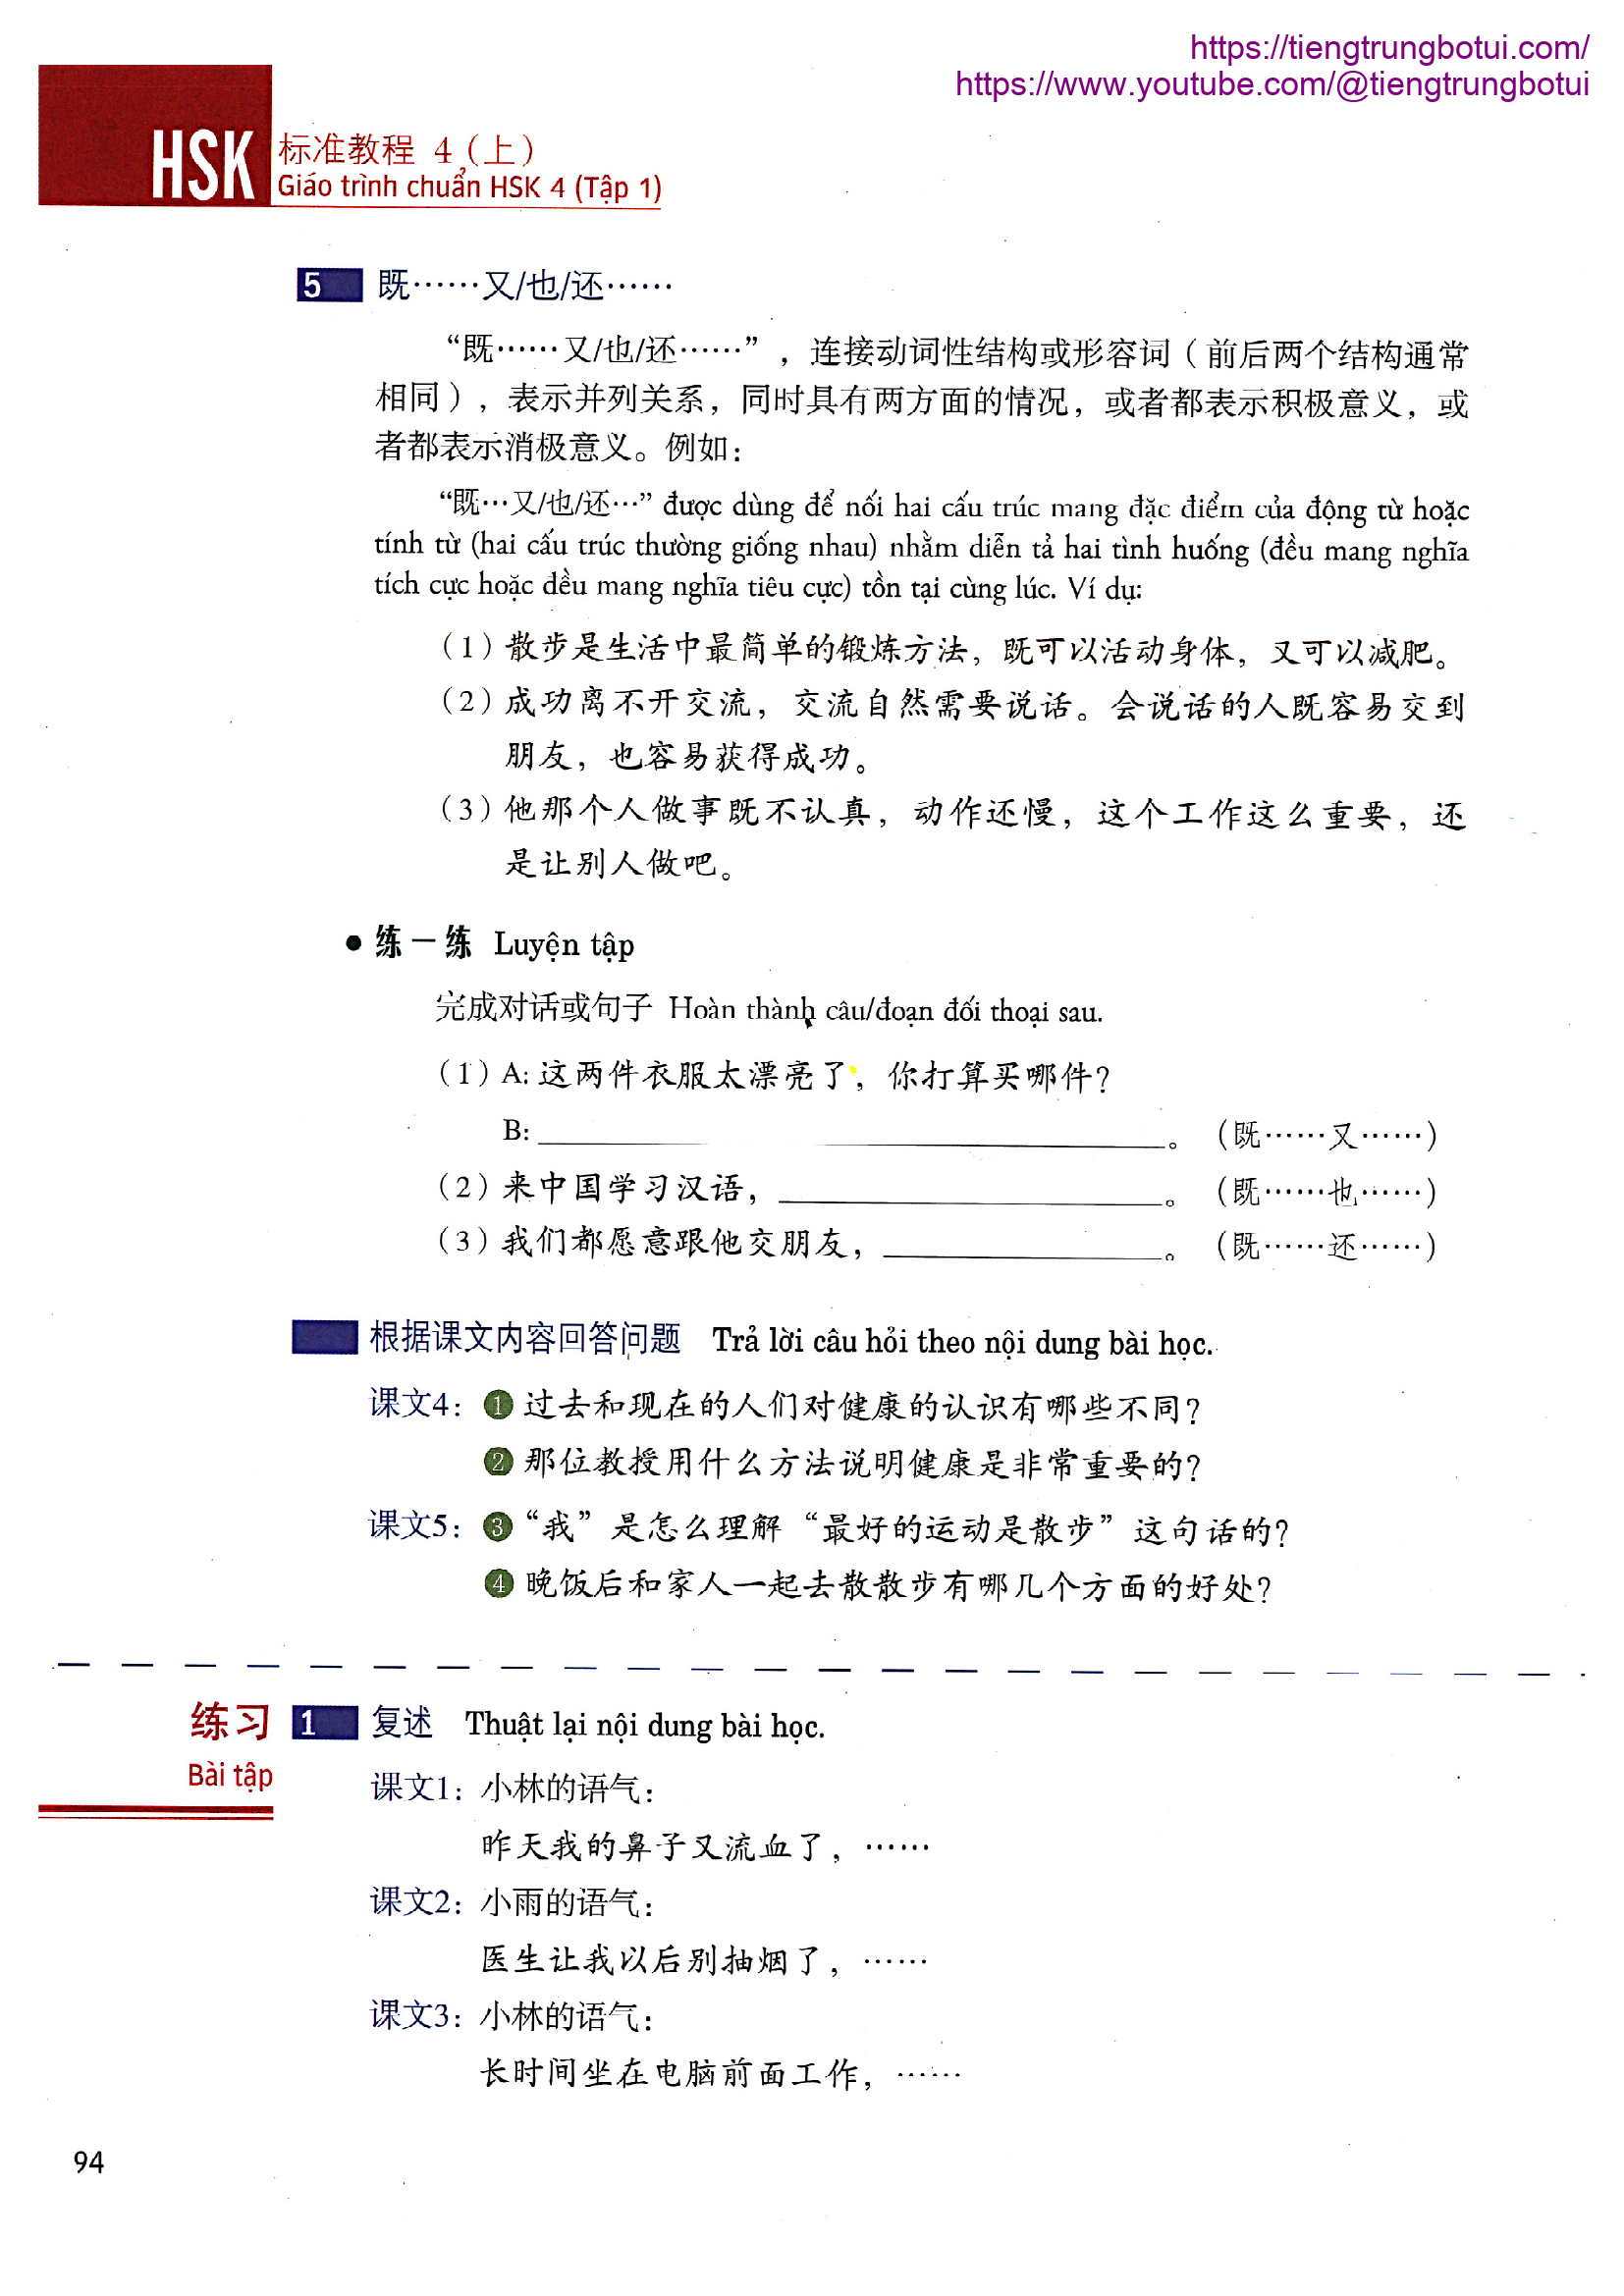 https://tiengtrungbotui.com/
https://www.youtube.com/@tiengtrungbotui
HSK 标准教程 4（上）
Giáo trình chuẩn HSK 4 (Tập 1)
5 既……又/也/还……
“既……又/也/还……”，连接动词性结构或形容词（前后两个结构通常
相同），表示并列关系，同时具有两方面的情况，或者都表示积极意义，或
者都表示消极意义。例如：
“既…又/也/还…” được dùng để nối hai cấu trúc mang đặc điểm của động từ hoặc
tính từ (hai cấu trúc thường giống nhau) nhằm diễn tả hai tình huống (đều mang nghĩa
tích cực hoặc đều mang nghĩa tiêu cực) tồn tại cùng lúc. Ví dụ:
（1）散步是生活中最简单的锻炼方法，既可以活动身体，又可以减肥。
（2）成功离不开交流，交流自然需要说话。会说话的人既容易交到
朋友，也容易获得成功。
（3）他那个人做事既不认真，动作还慢，这个工作这么重要，还
是让别人做吧。
● 练一练 Luyện tập
完成对话或句子 Hoàn thành câu/đoạn đối thoại sau.
（1）A: 这两件衣服太漂亮了，你打算买哪件？
B: ______。（既……又……）
（2）来中国学习汉语，______。（既……也……）
（3）我们都愿意跟他交朋友，______。（既……还……）
根据课文内容回答问题 Trả lời câu hỏi theo nội dung bài học.
课文4：❶ 过去和现在的人们对健康的认识有哪些不同？
❷ 那位教授用什么方法说明健康是非常重要的？
课文5：❸ “我”是怎么理解“最好的运动是散步”这句话的？
❹ 晚饭后和家人一起去散散步有哪几个方面的好处？
练习 1 复述 Thuật lại nội dung bài học.
Bài tập
课文1：小林的语气：
昨天我的鼻子又流血了，……
课文2：小雨的语气：
医生让我以后别抽烟了，……
课文3：小林的语气：
长时间坐在电脑前面工作，……
94